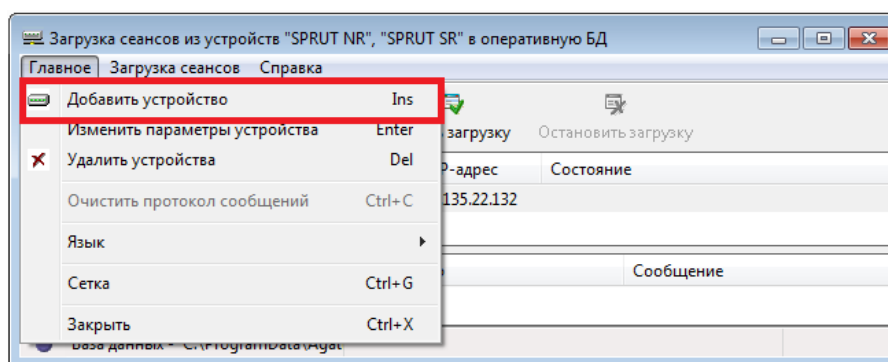 Загрузка сеансов из устройств "SPRUT NR", "SPRUT SR" в оперативную БД
Главное Загрузка сеансов Справка
Добавить устройство Ins
Изменить параметры устройства Enter
загрузку Остановить загрузку
Удалить устройства Del
P-адрес Состояние
Очистить протокол сообщений Ctrl+C
135.22.132
Язык
Сообщение
Сетка Ctrl+G
Закрыть Ctrl+X
База данных - C:\ProgramData\Agat